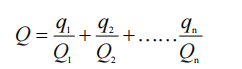 Q = q₁/Q₁ + q₂/Q₂ + …… qₙ/Qₙ